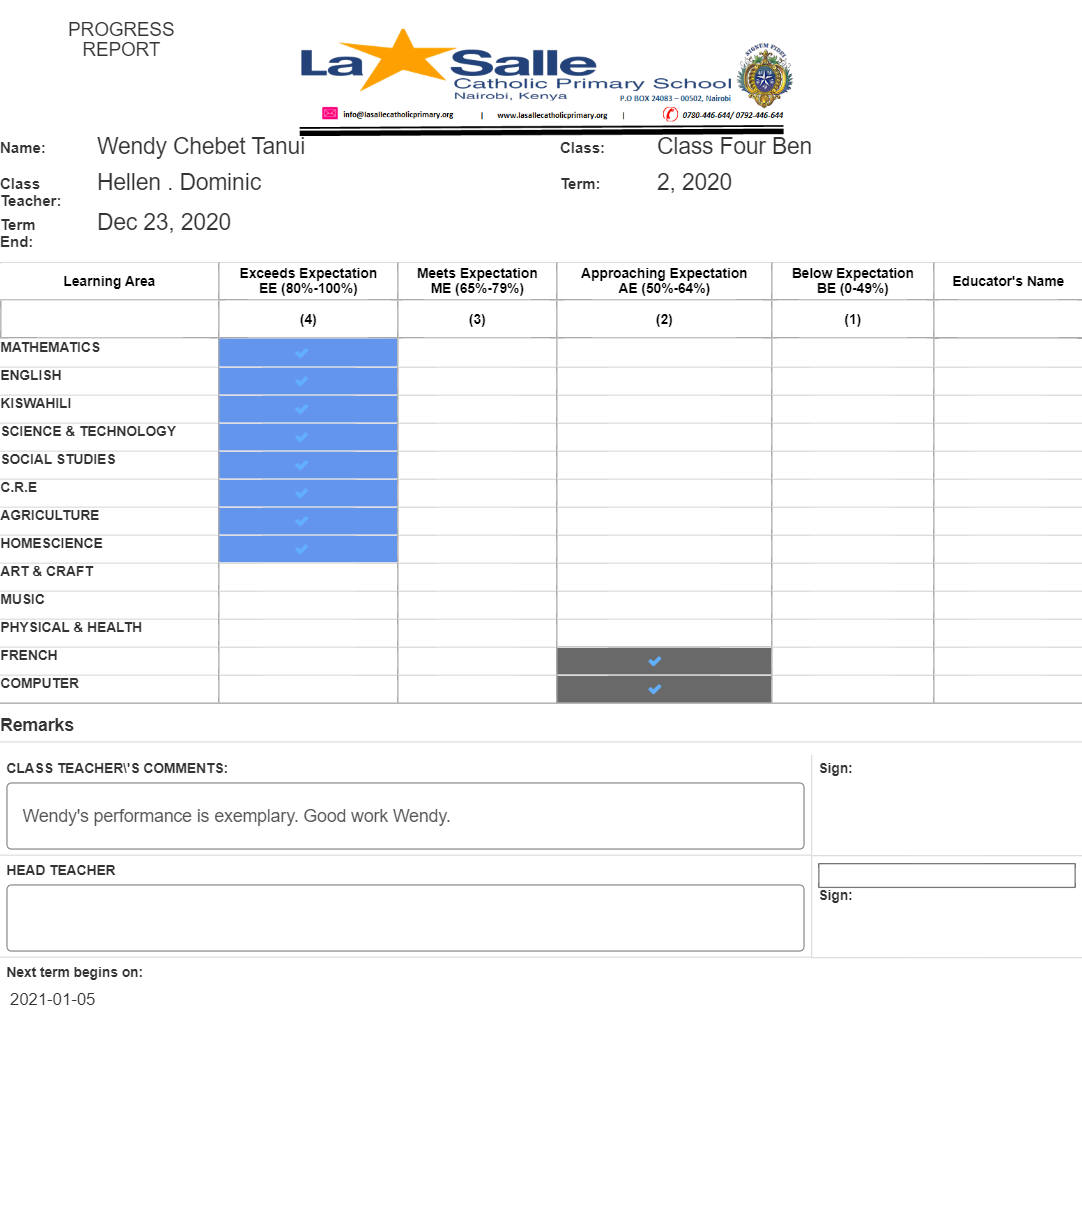 PROGRESS
REPORT
La Salle
Catholic Primary School
Nairobi, Kenya
P.O BOX 24083 – 00502, Nairobi
SIGNUM FIDEI
info@lasallecatholicprimary.org | www.lasallecatholicprimary.org | 0780-446-644/ 0792-446-644
Name: Wendy Chebet Tanui Class: Class Four Ben
Class Teacher: Hellen . Dominic Term: 2, 2020
Term End: Dec 23, 2020
Learning Area Exceeds Expectation EE (80%-100%) Meets Expectation ME (65%-79%) Approaching Expectation AE (50%-64%) Below Expectation BE (0-49%) Educator's Name
(4) (3) (2) (1)
MATHEMATICS
ENGLISH
KISWAHILI
SCIENCE & TECHNOLOGY
SOCIAL STUDIES
C.R.E
AGRICULTURE
HOMESCIENCE
ART & CRAFT
MUSIC
PHYSICAL & HEALTH
FRENCH
COMPUTER
Remarks
CLASS TEACHER\'S COMMENTS: Sign:
Wendy's performance is exemplary. Good work Wendy.
HEAD TEACHER
Sign:
Next term begins on:
2021-01-05